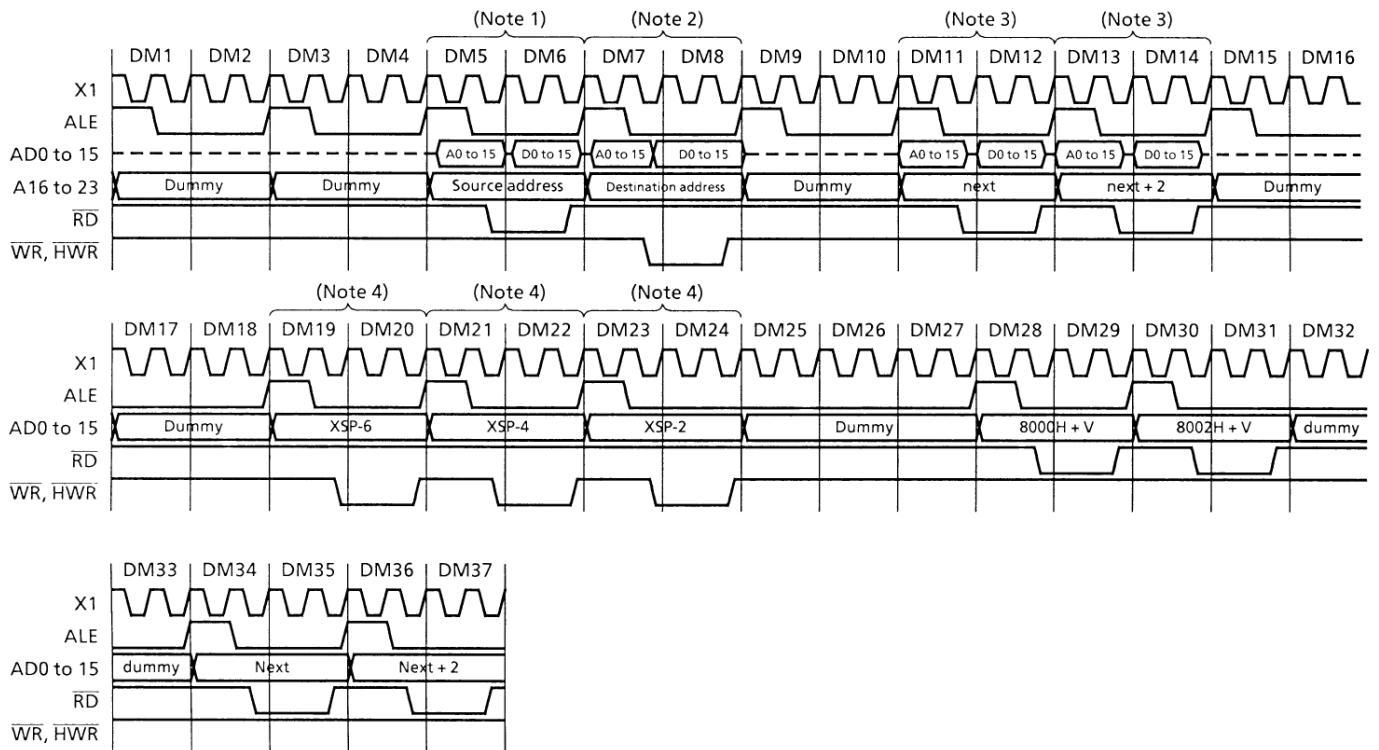 (Note 1) (Note 2) (Note 3) (Note 3)
DM1 DM2 DM3 DM4 DM5 DM6 DM7 DM8 DM9 DM10 DM11 DM12 DM13 DM14 DM15 DM16
X1
ALE
AD0 to 15 A0 to 15 D0 to 15 A0 to 15 D0 to 15 A0 to 15 D0 to 15 A0 to 15 D0 to 15
A16 to 23 Dummy Dummy Source address Destination address Dummy next next + 2 Dummy
RD
WR, HWR
(Note 4) (Note 4) (Note 4)
DM17 DM18 DM19 DM20 DM21 DM22 DM23 DM24 DM25 DM26 DM27 DM28 DM29 DM30 DM31 DM32
X1
ALE
AD0 to 15 Dummy XSP-6 XSP-4 XSP-2 Dummy 8000H + V 8002H + V dummy
RD
WR, HWR
DM33 DM34 DM35 DM36 DM37
X1
ALE
AD0 to 15 dummy Next Next + 2
RD
WR, HWR